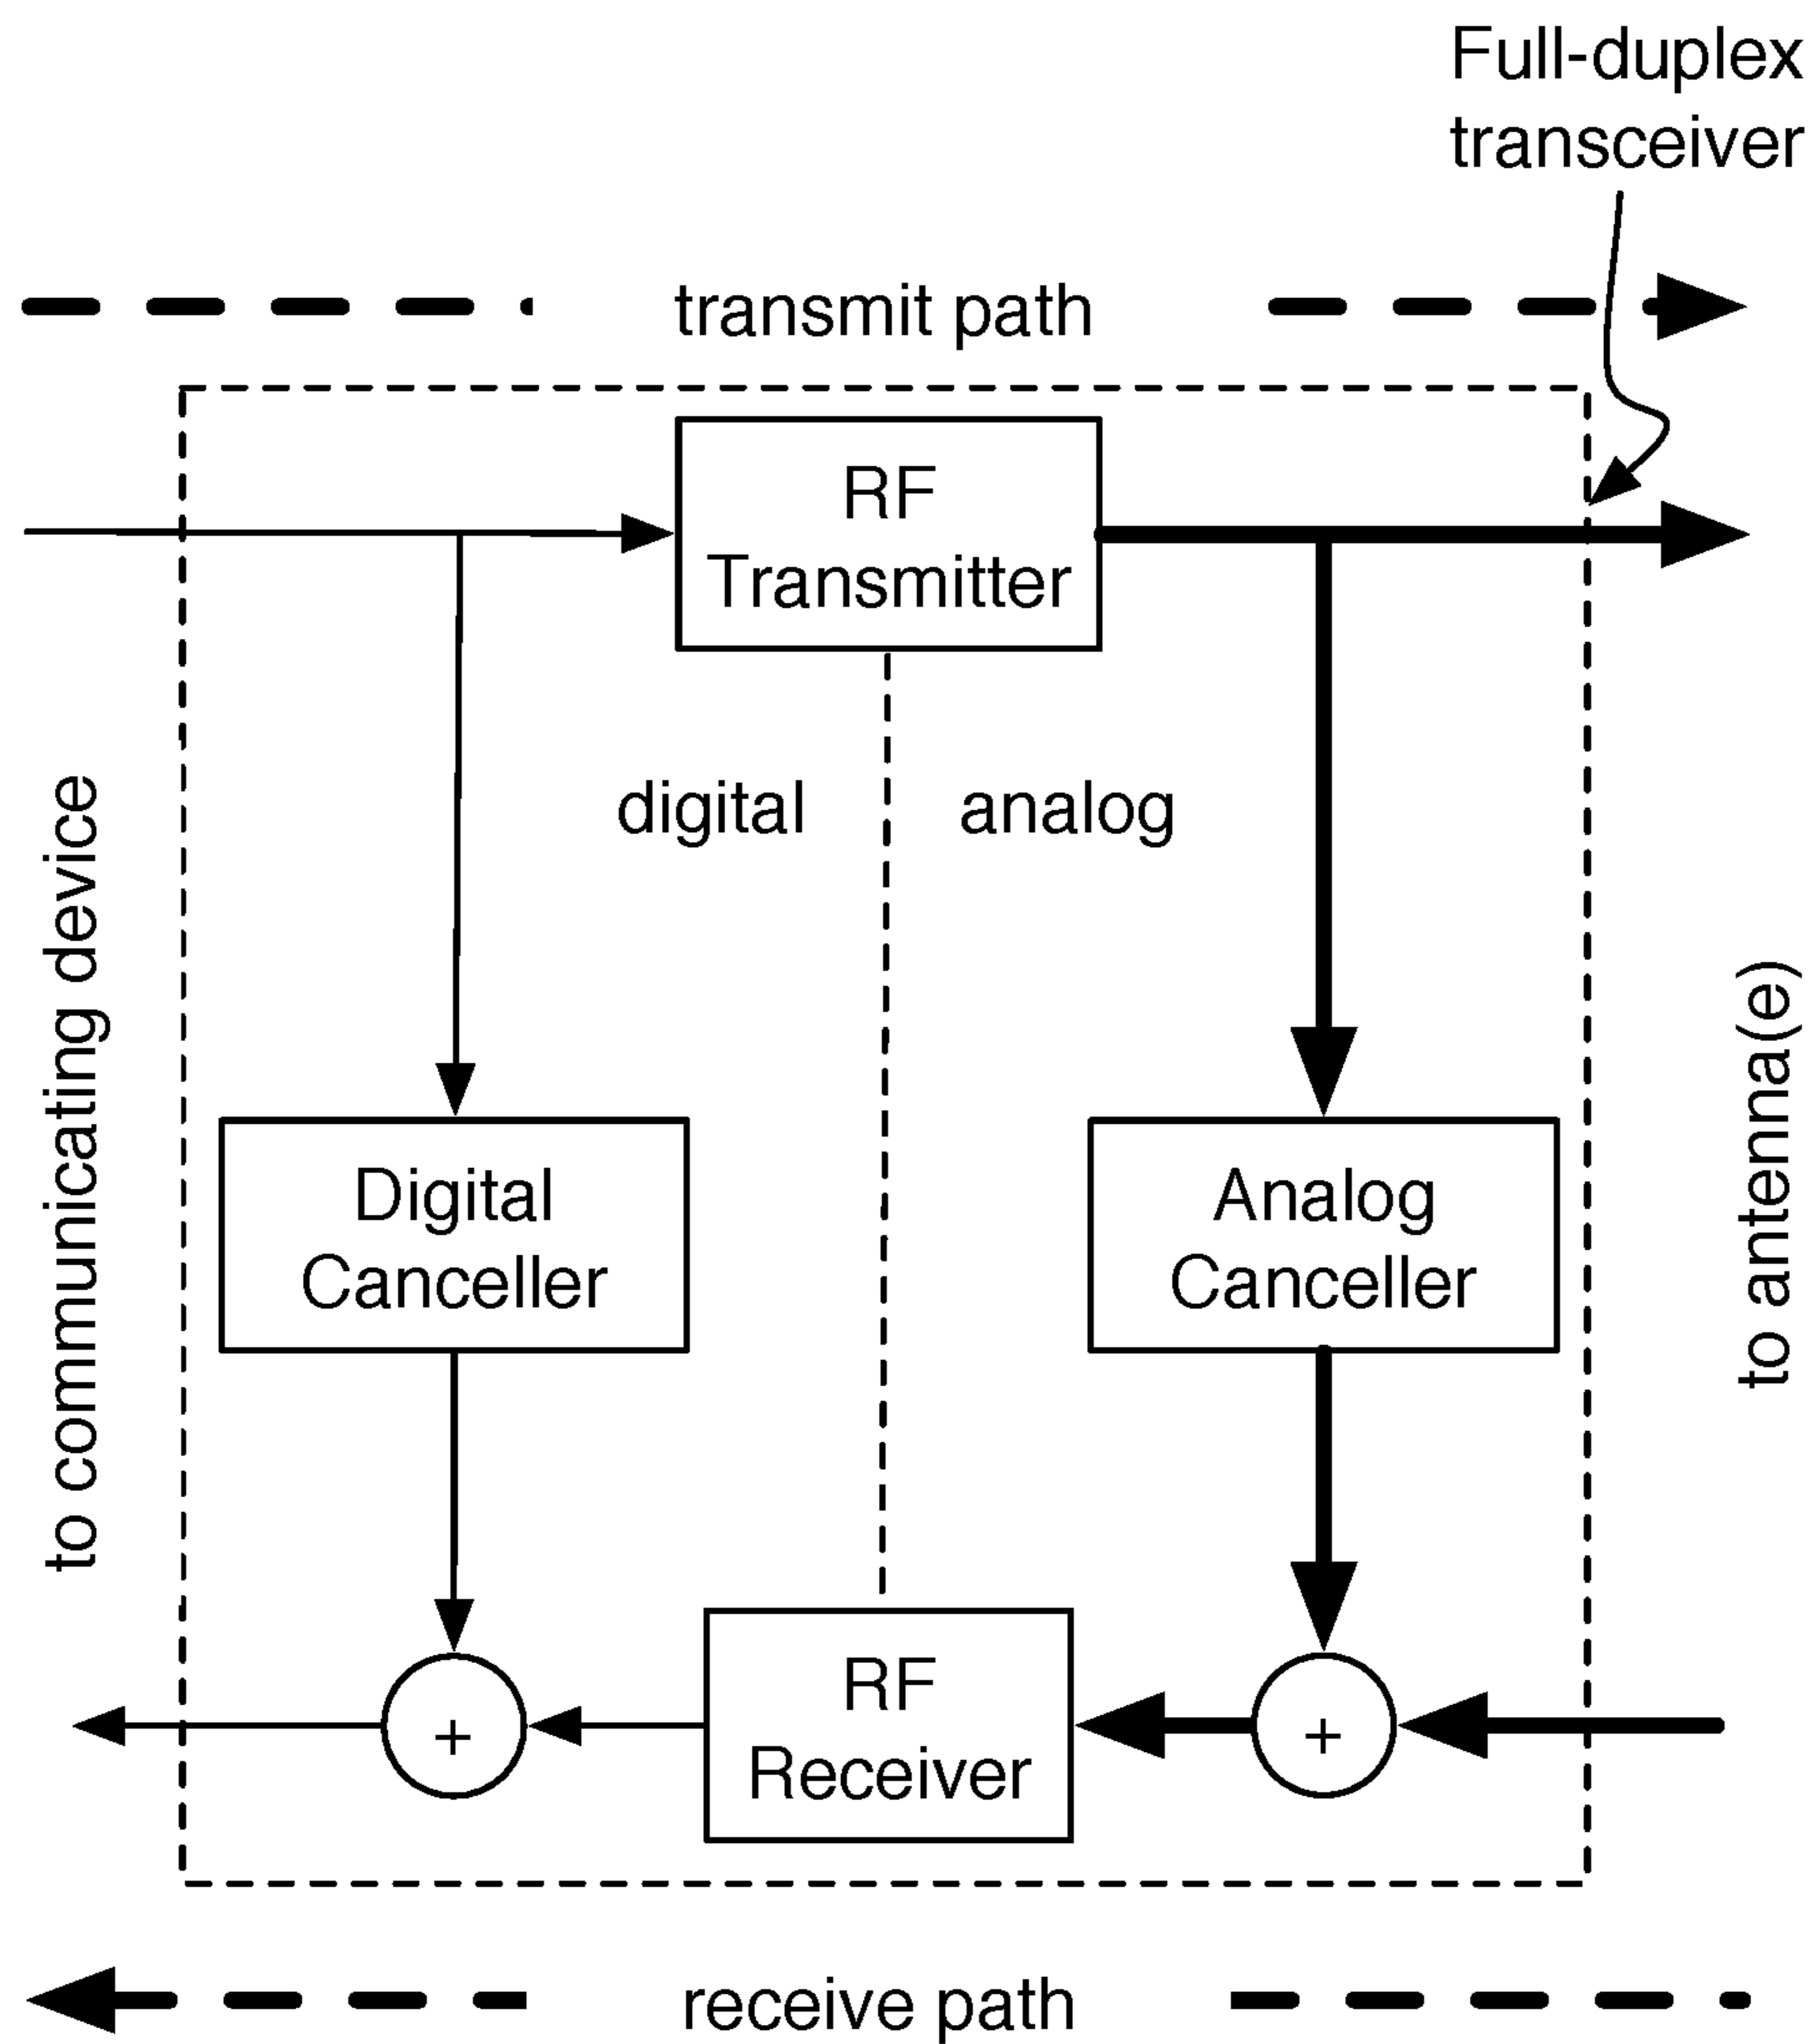 Full-duplex
transceiver
transmit path
RF
Transmitter
digital
analog
to communicating device
to antenna(e)
Digital
Canceller
Analog
Canceller
+
RF
Receiver
+
receive path